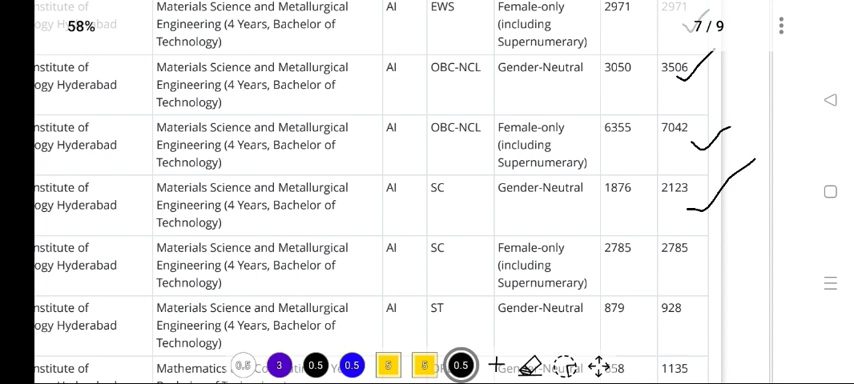 nstitute of Materials Science and Metallurgical AI EWS Female-only 2971 2971
ogy Hyderabad Engineering (4 Years, Bachelor of (including
Technology) Supernumerary)
58% 7 / 9
nstitute of Materials Science and Metallurgical AI OBC-NCL Gender-Neutral 3050 3506
ogy Hyderabad Engineering (4 Years, Bachelor of
Technology)
nstitute of Materials Science and Metallurgical AI OBC-NCL Female-only 6355 7042
ogy Hyderabad Engineering (4 Years, Bachelor of (including
Technology) Supernumerary)
nstitute of Materials Science and Metallurgical AI SC Gender-Neutral 1876 2123
ogy Hyderabad Engineering (4 Years, Bachelor of
Technology)
nstitute of Materials Science and Metallurgical AI SC Female-only 2785 2785
ogy Hyderabad Engineering (4 Years, Bachelor of (including
Technology) Supernumerary)
nstitute of Materials Science and Metallurgical AI ST Gender-Neutral 879 928
ogy Hyderabad Engineering (4 Years, Bachelor of
Technology)
0.5 3 0.5 0.5 5 5 0.5
nstitute of Mathematics 1135